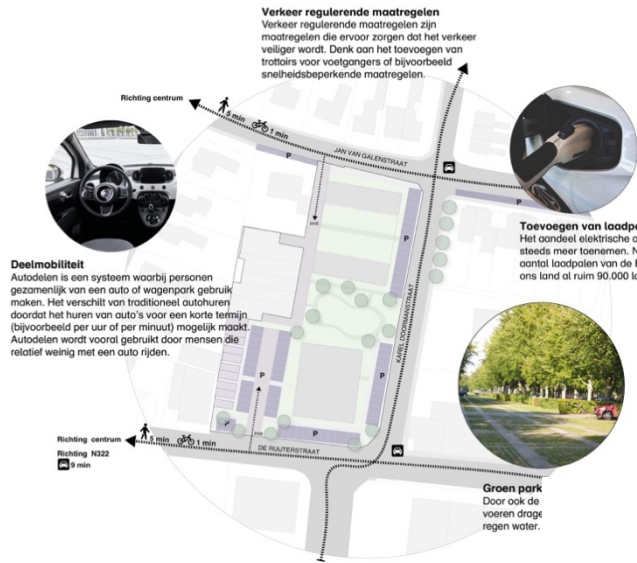 Verkeer regulerende maatregelen
Verkeer regulerende maatregelen zijn
maatregelen die ervoor zorgen dat het verkeer
veiliger wordt. Denk aan het toevoegen van
trottoirs voor voetgangers of bijvoorbeeld
snelheidsbeperkende maatregelen.
Richting centrum
5 min
1 min
P
JAN VAN GALENSTRAAT
P
P
Toevoegen van laadpa
Het aandeel elektrische a
steeds meer toenemen. N
aantal laadpalen van de
ons land al ruim 90.000 la
Deelmobiliteit
Autodelen is een systeem waarbij personen
gezamenlijk van een auto of wagenpark gebruik
maken. Het verschilt van traditioneel autohuren
doordat het huren van auto's voor een korte termijn
(bijvoorbeeld per uur of per minuut) mogelijk maakt.
Autodelen wordt vooral gebruikt door mensen die
relatief weinig met een auto rijden.
KAREL DOORMANSTRAAT
P
P
P
P
Richting centrum
5 min
1 min
DE RUIJTERSTRAAT
Richting N322
9 min
Groen park
Door ook de
voeren drage
regen water.